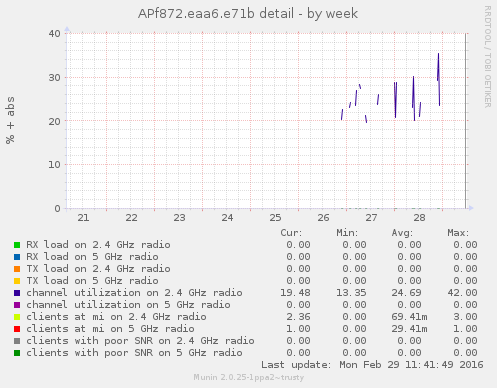 APf872.eaa6.e71b detail - by week
RRDTOOL / TOBI OETIKER
% + abs
40
30
20
10
0
21 22 23 24 25 26 27 28
Cur: Min: Avg: Max:
RX load on 2.4 GHz radio 0.00 0.00 0.00 0.00
RX load on 5 GHz radio 0.00 0.00 0.00 0.00
TX load on 2.4 GHz radio 0.00 0.00 0.00 0.00
TX load on 5 GHz radio 0.00 0.00 0.00 0.00
channel utilization on 2.4 GHz radio 19.48 13.35 24.69 42.00
channel utilization on 5 GHz radio 0.00 0.00 0.00 0.00
clients at mi on 2.4 GHz radio 2.36 0.00 69.41m 3.00
clients at mi on 5 GHz radio 1.00 0.00 29.41m 1.00
clients with poor SNR on 2.4 GHz radio 0.00 0.00 0.00 0.00
clients with poor SNR on 5 GHz radio 0.00 0.00 0.00 0.00
Last update: Mon Feb 29 11:41:49 2016
Munin 2.0.25-1ppa2~trusty